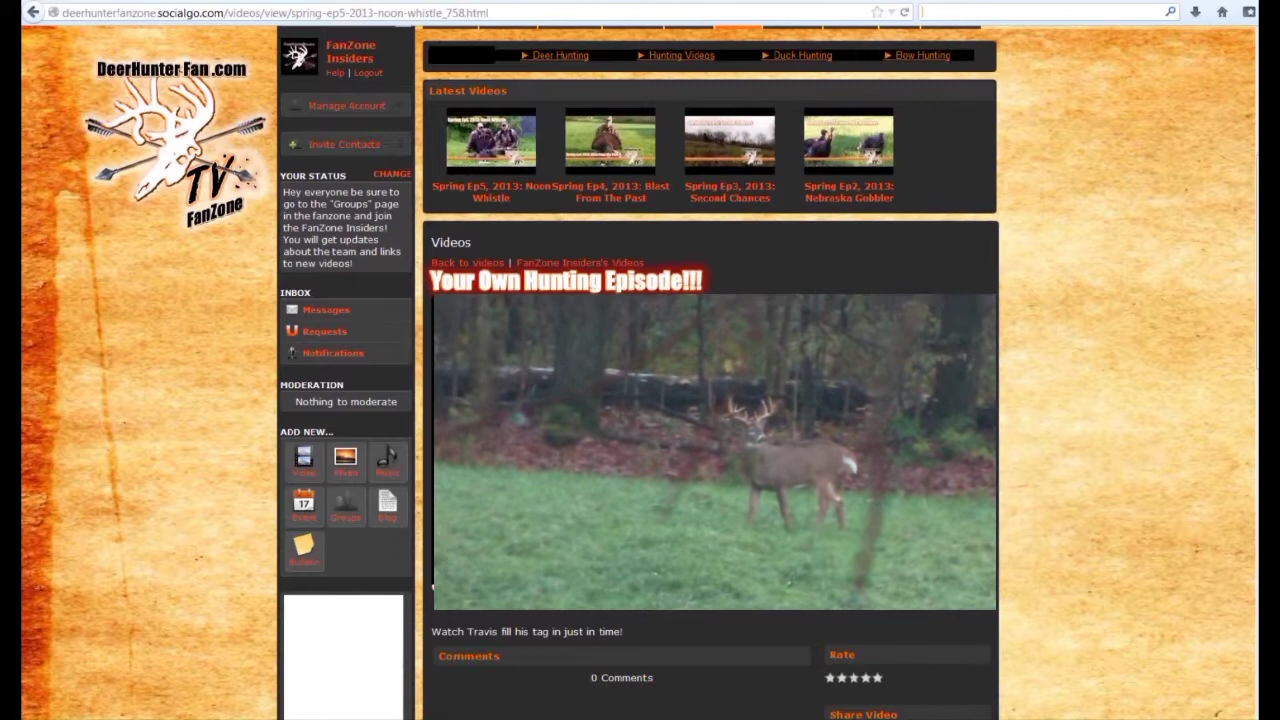 deerhunterfanzone.socialgo.com/videos/view/spring-ep5-2013-noon-whistle_758.html
DeerHunter Fan .com
TV
FanZone
FanZone
Insiders
Help | Logout
Manage Account
Invite Contacts
YOUR STATUS CHANGE
Hey everyone be sure to
go to the "Groups" page
in the fanzone and join
the FanZone Insiders!
You will get updates
about the team and links
to new videos!
INBOX
Messages
Requests
Notifications
MODERATION
Nothing to moderate
ADD NEW...
Video
Music
17
Event Groups Blog
Deer Hunting Hunting Videos Duck Hunting Bow Hunting
Latest Videos
Spring Ep5, 2013: Noon
Whistle
Spring Ep4, 2013: Blast
From The Past
Spring Ep3, 2013:
Second Chances
Spring Ep2, 2013:
Nebraska Gobbler
Videos
Back to videos | FanZone Insiders's Videos
Your Own Hunting Episode!!!
Watch Travis fill his tag in just in time!
Comments
0 Comments
Rate
Share Video